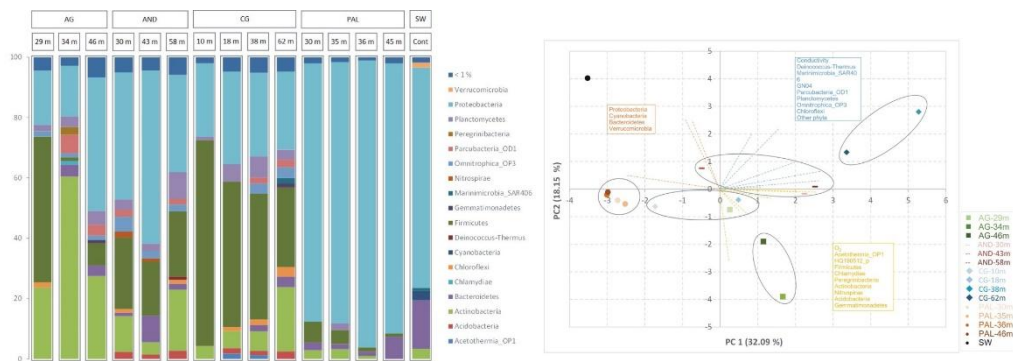 AG AND CG PAL SW
29 m 34 m 46 m 30 m 43 m 58 m 10 m 18 m 38 m 62 m 30 m 35 m 36 m 45 m Cont
100
80
60
40
20
0
< 1 %
Verrucomicrobia
Proteobacteria
Planctomycetes
Peregrinibacteria
Parcubacteria_OD1
Omnitrophica_OP3
Nitrospirae
Marinimicrobia_SAR406
Gemmatimonadetes
Firmicutes
Deinococcus-Thermus
Cyanobacteria
Chloroflexi
Chlamydiae
Bacteroidetes
Actinobacteria
Acidobacteria
Acetothermia_OP1
PC2 (18.15 %)
5
4
3
2
1
0
-1
-2
-3
-4
-5
-4 -3 -2 -1 0 1 2 3 4 5 6
PC 1 (32.09 %)
Proteobacteria
Cyanobacteria
Bacteroidetes
Verrucomicrobia
Conductivity
Deinococcus-Thermus
Marinimicrobia_SAR40
6
GN04
Parcubacteria_OD1
Planctomycetes
Omnitrophica_OP3
Chloroflexi
Other phyla
O₂
Acetothermia_OP1
Firmicutes
Chlamydiae
Peregrinibacteria
Actinobacteria
Nitrospirae
Acidobacteria
Gemmatimonadetes
AG-29m
AG-34m
AG-46m
AND-30m
AND-43m
AND-58m
CG-10m
CG-18m
CG-38m
CG-62m
PAL-30m
PAL-35m
PAL-36m
PAL-46m
SW